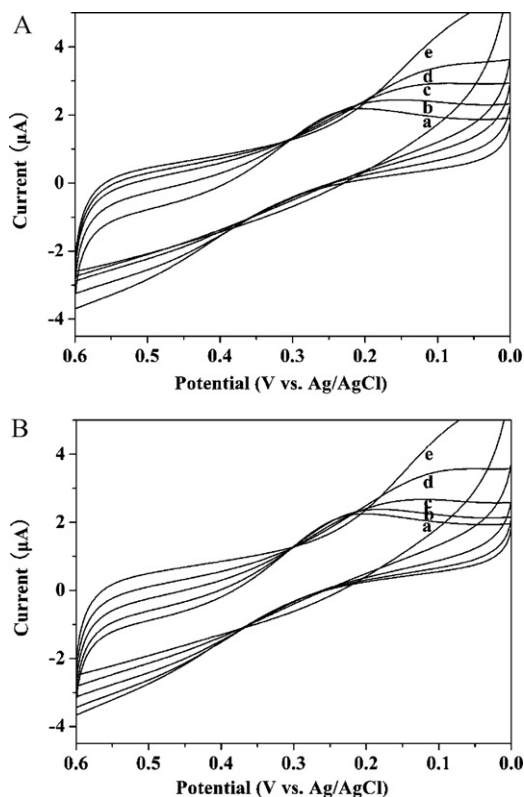 A
4
2
0
-2
-4
Current (μA)
e
d
c
b
a
0.6 0.5 0.4 0.3 0.2 0.1 0.0
Potential (V vs. Ag/AgCl)
B
4
2
0
-2
-4
Current (μA)
e
d
c
b
a
0.6 0.5 0.4 0.3 0.2 0.1 0.0
Potential (V vs. Ag/AgCl)